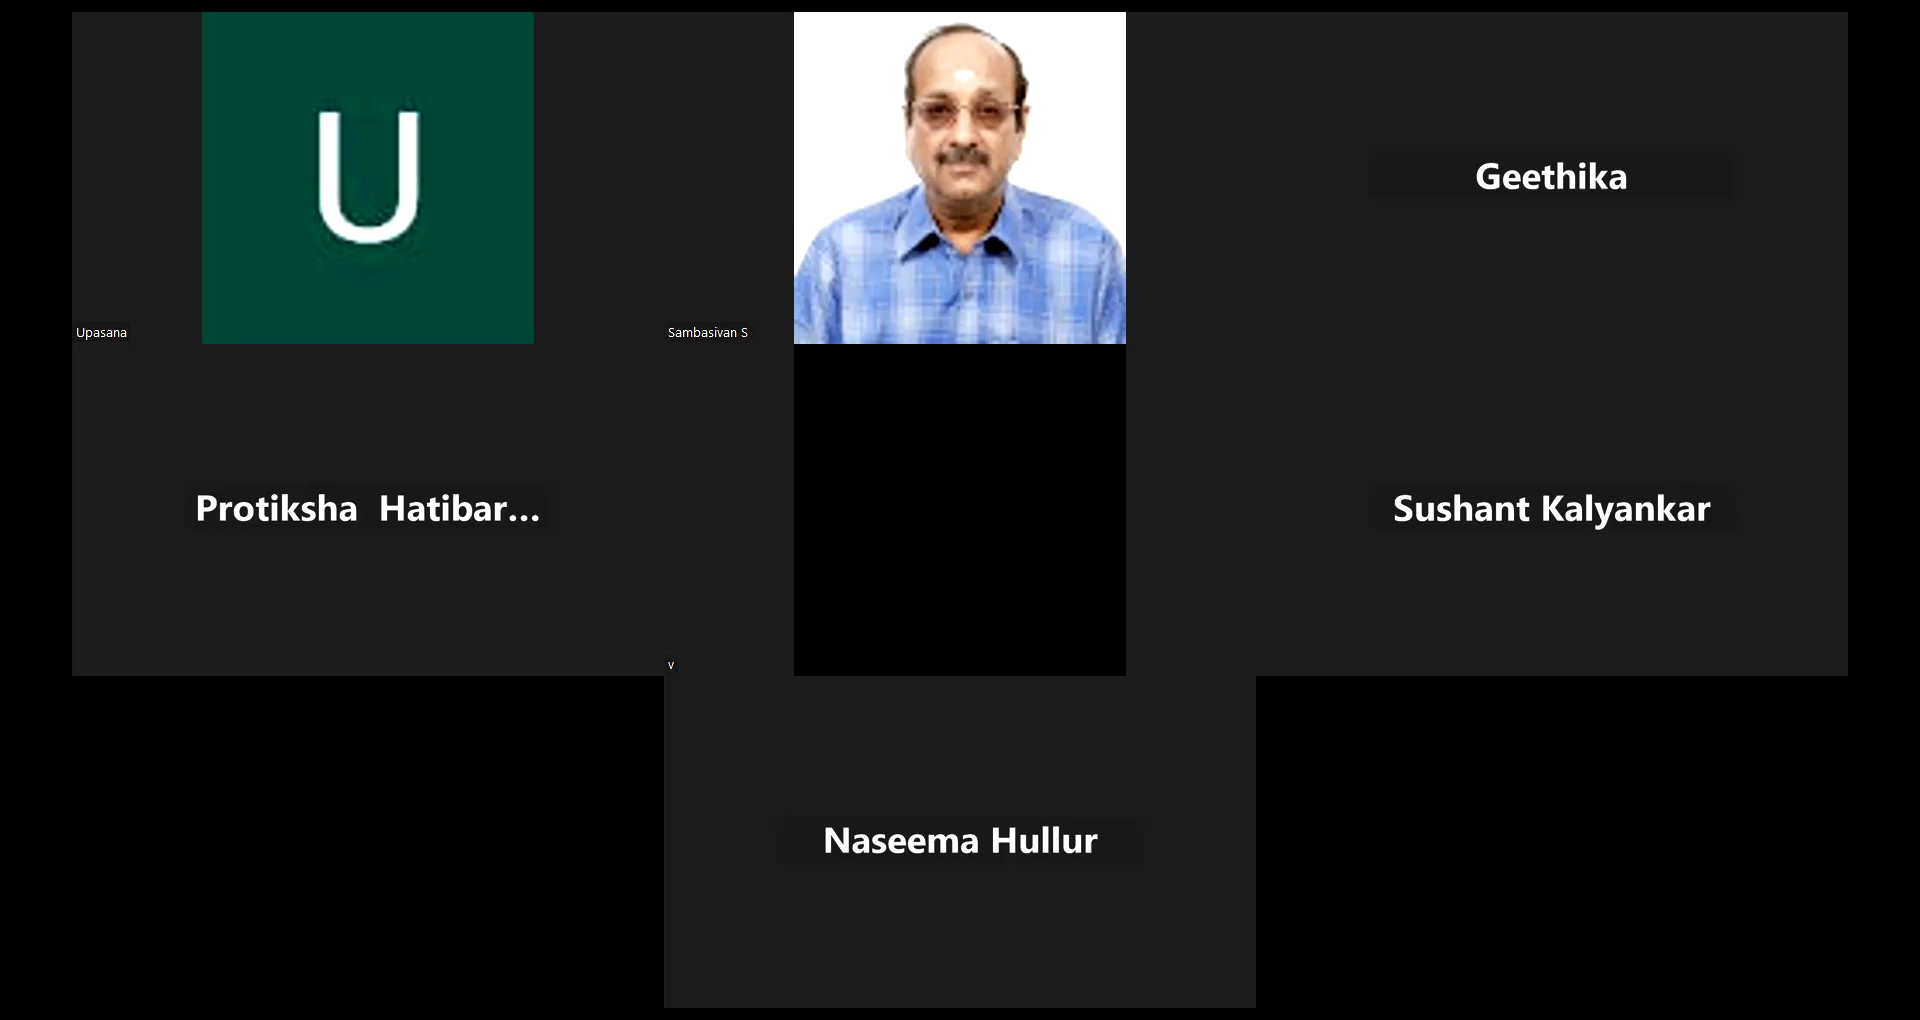 U
Upasana
Sambasivan S
Geethika
Protiksha  Hatibar...
v
Sushant Kalyankar
Naseema Hullur